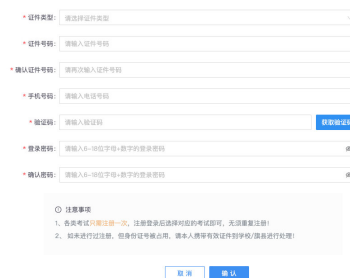 * 证件类型: 请选择证件类型
* 证件号码: 请输入证件号码
* 确认证件号码: 请再次输入证件号码
* 手机号码: 请输入电话号码
* 验证码: 请输入验证码 获取验证码
* 登录密码: 请输入6-18位字母+数字的登录密码
* 确认密码: 请输入6-18位字母+数字的登录密码
注意事项
1、各类考试只需注册一次，注册登录后选择对应的考试即可，无须重复注册！
2、如未进行过注册，但身份证号被占用，请本人携带有效证件到学校/旗县进行处理！
取 消 确 认